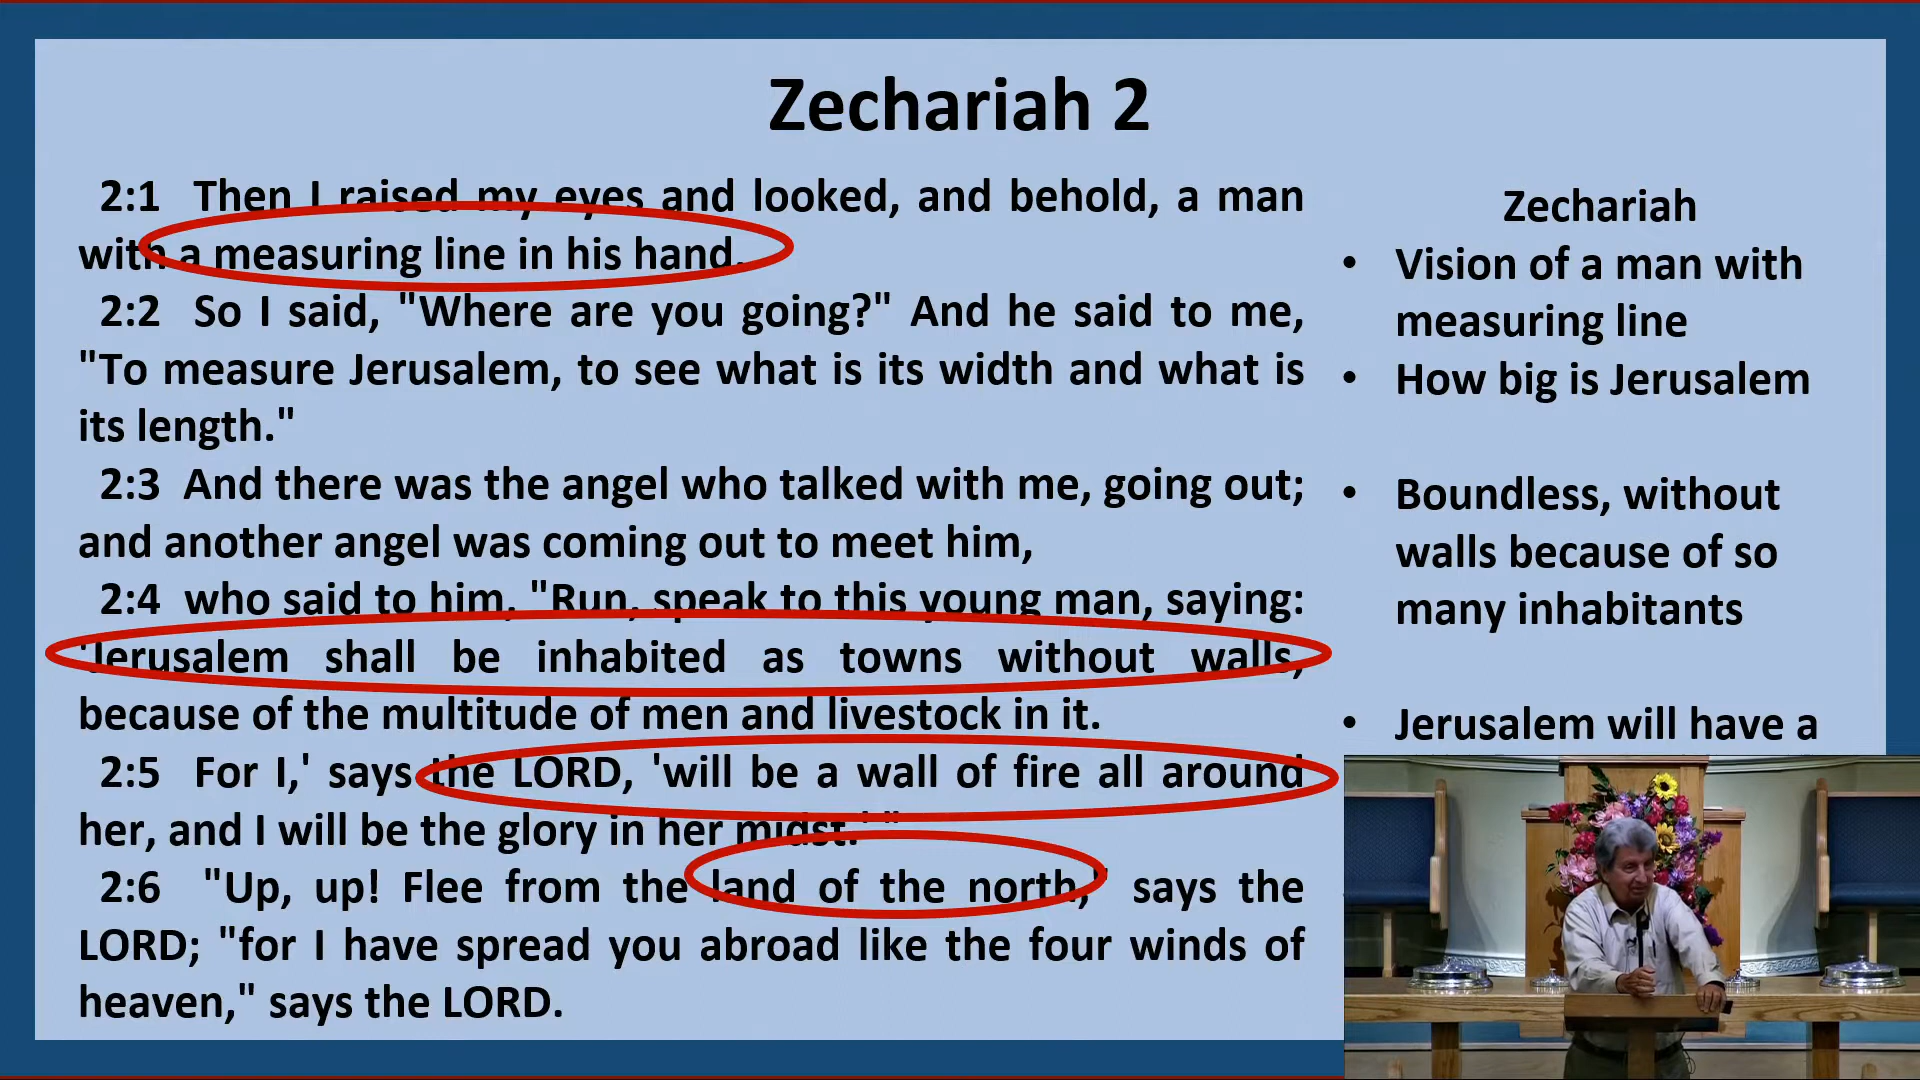 Zechariah 2
2:1 Then I raised my eyes and looked, and behold, a man
with a measuring line in his hand.
2:2 So I said, "Where are you going?" And he said to me,
"To measure Jerusalem, to see what is its width and what is
its length."
2:3 And there was the angel who talked with me, going out;
and another angel was coming out to meet him,
2:4 who said to him, "Run, speak to this young man, saying:
'Jerusalem shall be inhabited as towns without walls,
because of the multitude of men and livestock in it.
2:5 For I,' says the LORD, 'will be a wall of fire all around
her, and I will be the glory in her midst.' "
2:6 "Up, up! Flee from the land of the north," says the
LORD; "for I have spread you abroad like the four winds of
heaven," says the LORD.
Zechariah
• Vision of a man with
measuring line
• How big is Jerusalem
• Boundless, without
walls because of so
many inhabitants
• Jerusalem will have a